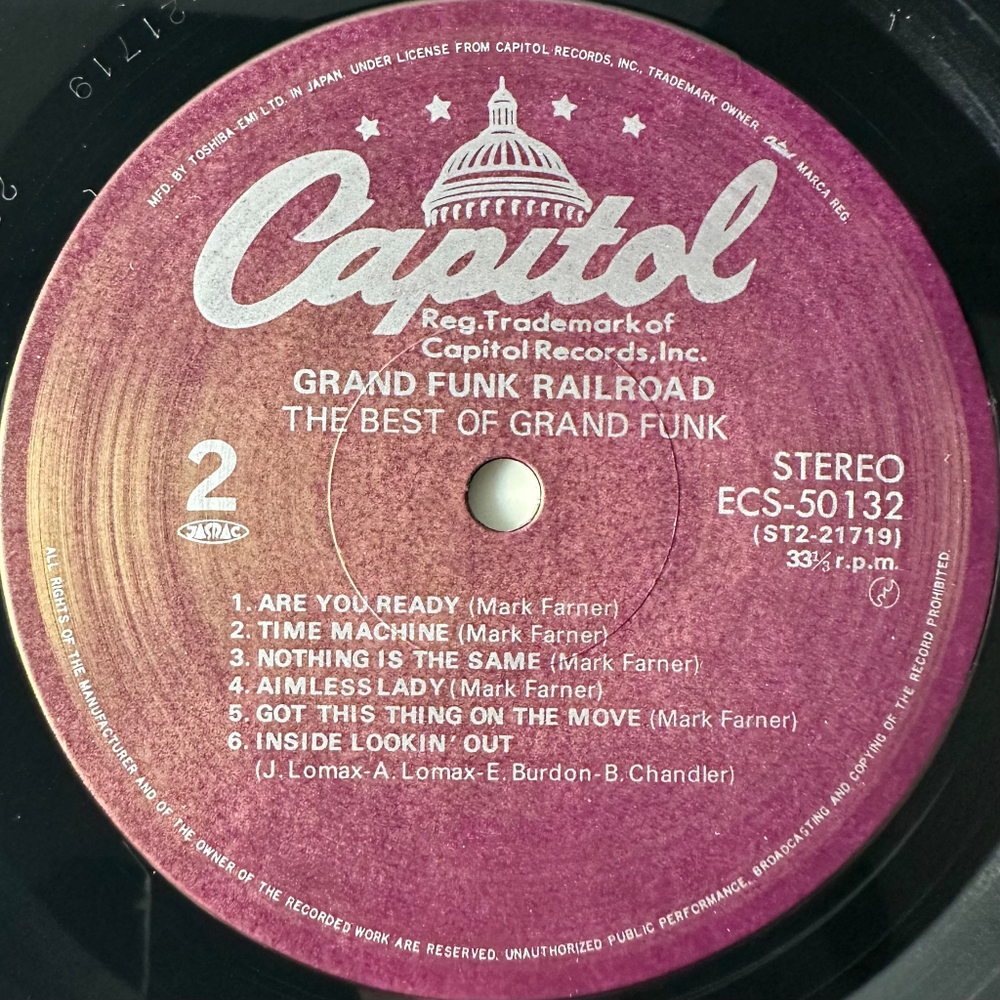 21719
MFD. BY TOSHIBA-EMI LTD. IN JAPAN. UNDER LICENSE FROM CAPITOL RECORDS, INC., TRADEMARK OWNER Capitol MARCA REG.
Capitol
Reg.Trademark of
Capitol Records,Inc.
GRAND FUNK RAILROAD
THE BEST OF GRAND FUNK
2
JASRAC
STEREO
ECS-50132
(ST2-21719)
33⅓ r.p.m.
1. ARE YOU READY (Mark Farner)
2. TIME MACHINE (Mark Farner)
3. NOTHING IS THE SAME (Mark Farner)
4. AIMLESS LADY (Mark Farner)
5. GOT THIS THING ON THE MOVE (Mark Farner)
6. INSIDE LOOKIN' OUT
(J. Lomax-A. Lomax-E. Burdon-B. Chandler)
ALL RIGHTS OF THE MANUFACTURER AND OF THE OWNER OF THE RECORDED WORK ARE RESERVED. UNAUTHORIZED PUBLIC PERFORMANCE, BROADCASTING AND COPYING OF THE RECORD PROHIBITED.